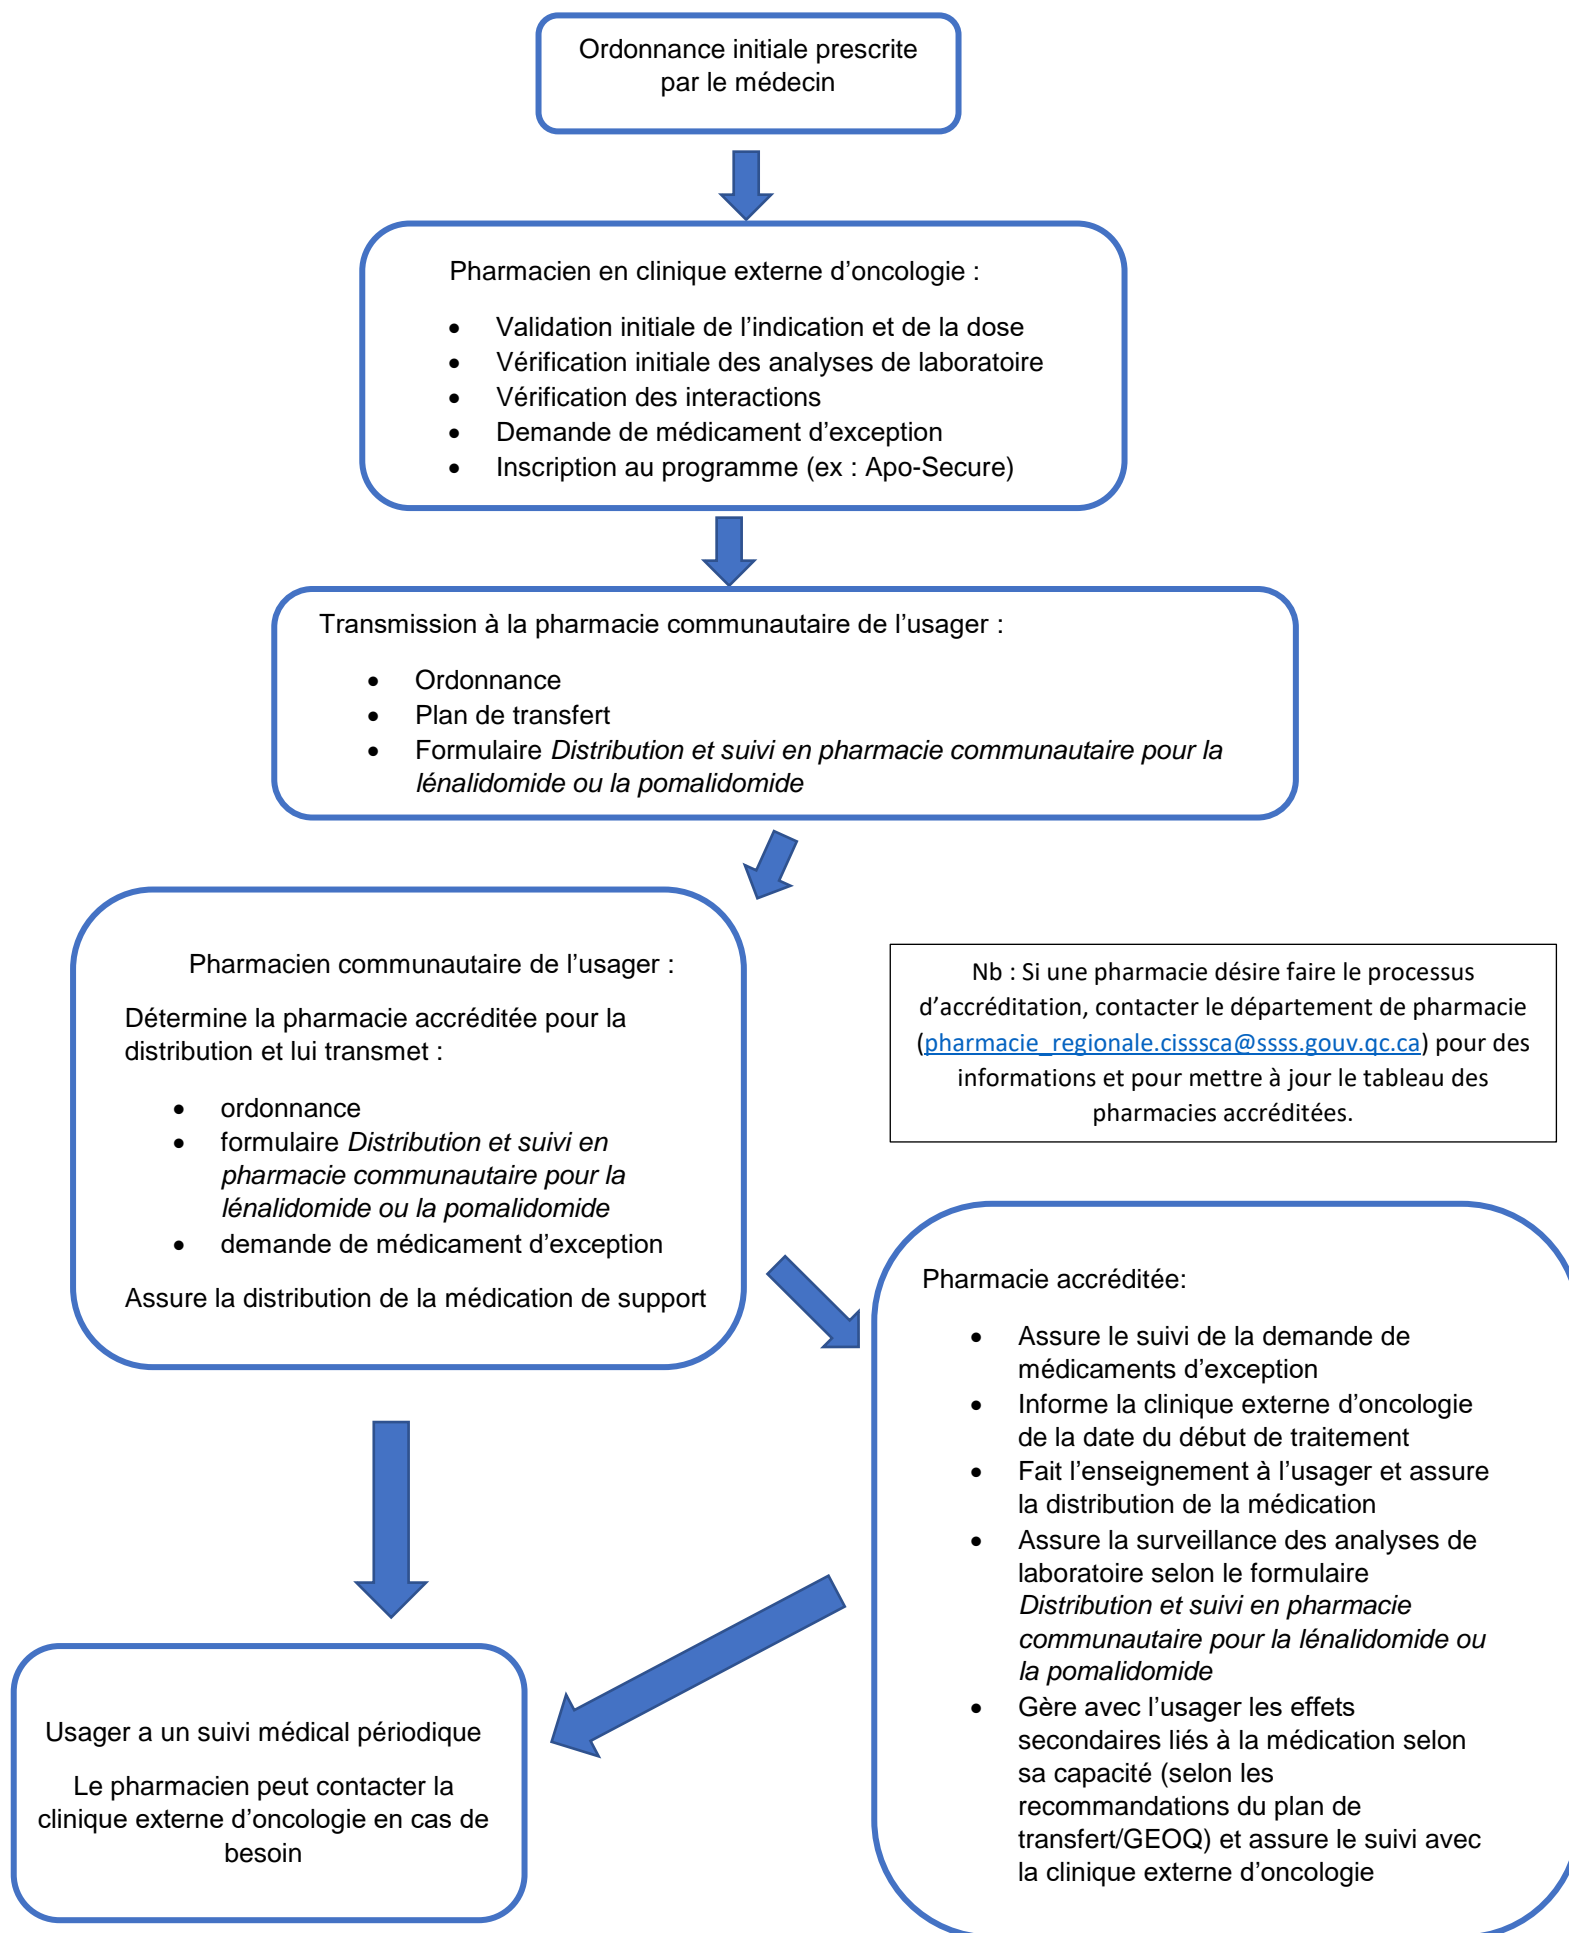 Ordonnance initiale prescrite
par le médecin
Pharmacien en clinique externe d’oncologie :
• Validation initiale de l’indication et de la dose
• Vérification initiale des analyses de laboratoire
• Vérification des interactions
• Demande de médicament d’exception
• Inscription au programme (ex : Apo-Secure)
Transmission à la pharmacie communautaire de l’usager :
• Ordonnance
• Plan de transfert
• Formulaire Distribution et suivi en pharmacie communautaire pour la
lénalidomide ou la pomalidomide
Pharmacien communautaire de l’usager :
Détermine la pharmacie accréditée pour la
distribution et lui transmet :
• ordonnance
• formulaire Distribution et suivi en
pharmacie communautaire pour la
lénalidomide ou la pomalidomide
• demande de médicament d’exception
Assure la distribution de la médication de support
Nb : Si une pharmacie désire faire le processus
d’accréditation, contacter le département de pharmacie
(pharmacie_regionale.cisssca@ssss.gouv.qc.ca) pour des
informations et pour mettre à jour le tableau des
pharmacies accréditées.
Pharmacie accréditée:
• Assure le suivi de la demande de
médicaments d’exception
• Informe la clinique externe d’oncologie
de la date du début de traitement
• Fait l’enseignement à l’usager et assure
la distribution de la médication
• Assure la surveillance des analyses de
laboratoire selon le formulaire
Distribution et suivi en pharmacie
communautaire pour la lénalidomide ou
la pomalidomide
• Gère avec l’usager les effets
secondaires liés à la médication selon
sa capacité (selon les
recommandations du plan de
transfert/GEOQ) et assure le suivi avec
la clinique externe d’oncologie
Usager a un suivi médical périodique
Le pharmacien peut contacter la
clinique externe d’oncologie en cas de
besoin